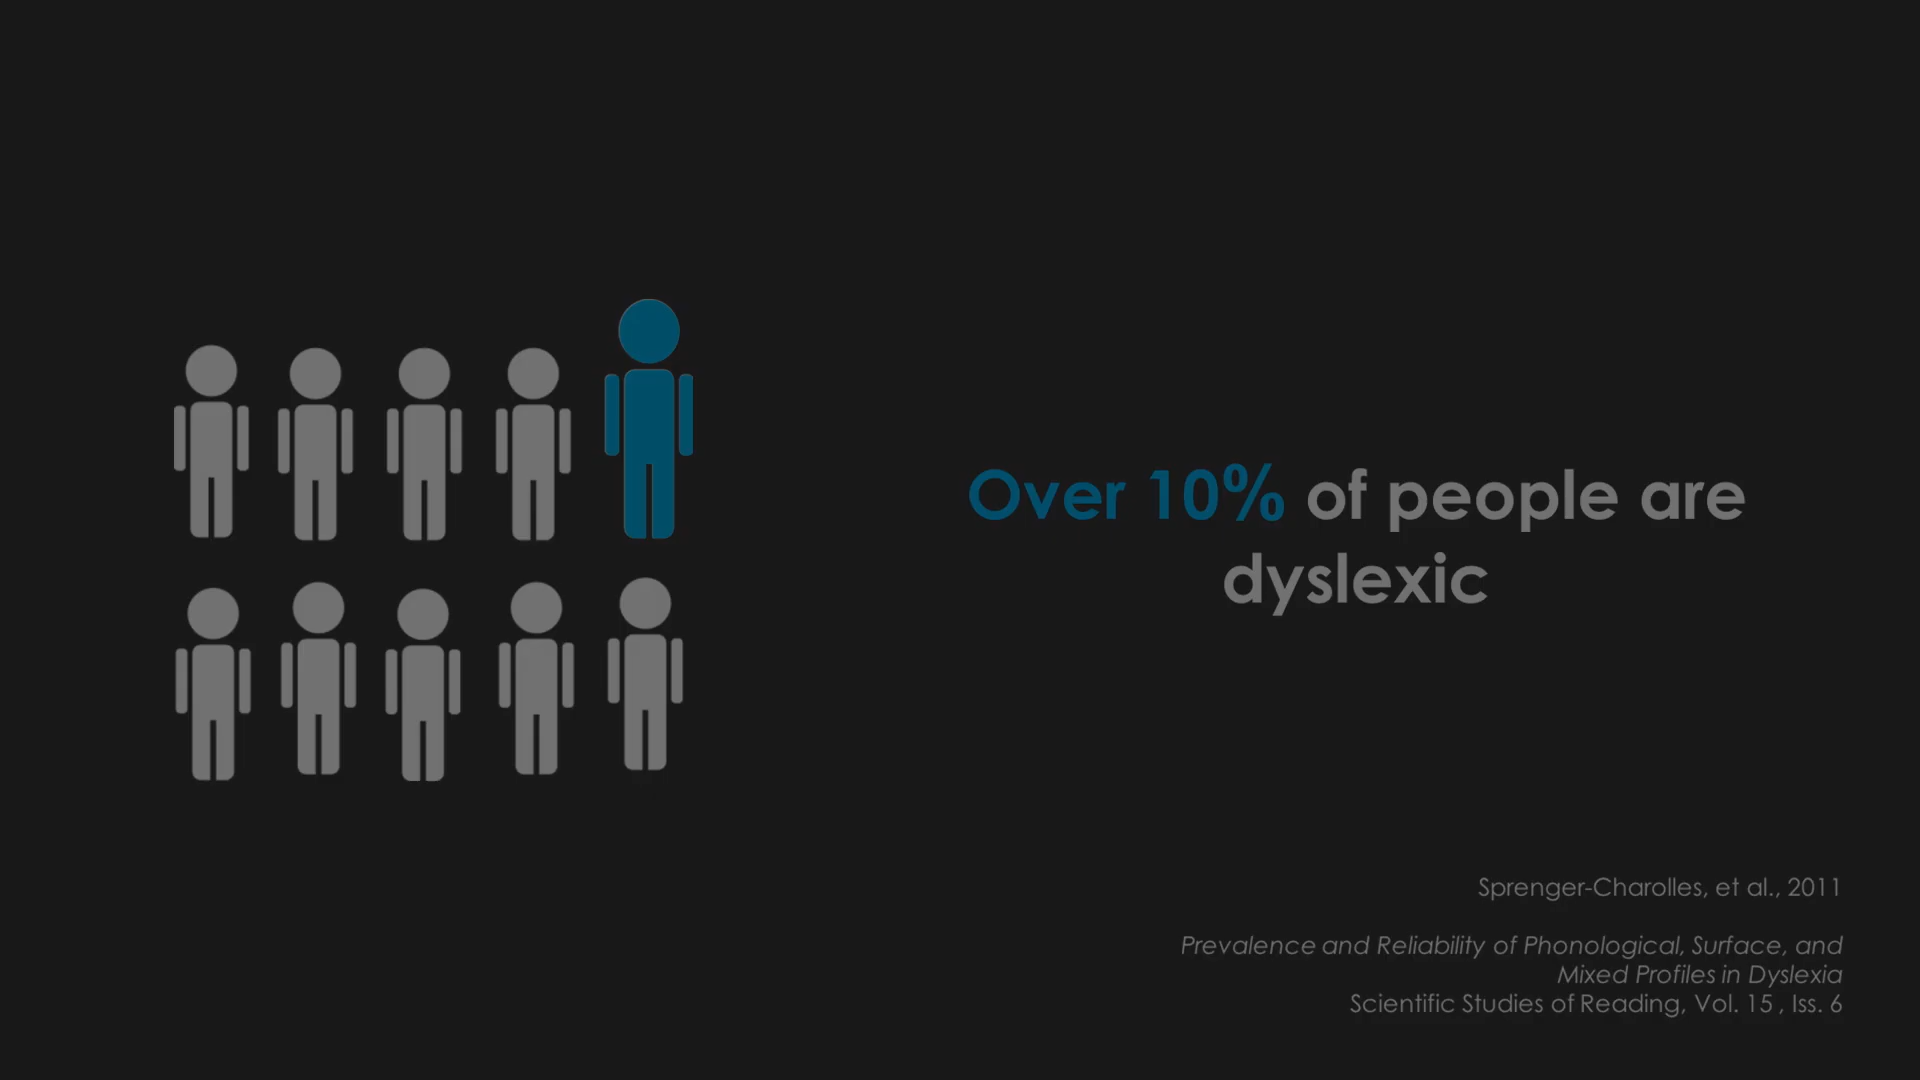 Over 10% of people are
dyslexic
Sprenger-Charolles, et al., 2011
Prevalence and Reliability of Phonological, Surface, and
Mixed Profiles in Dyslexia
Scientific Studies of Reading, Vol. 15 , Iss. 6